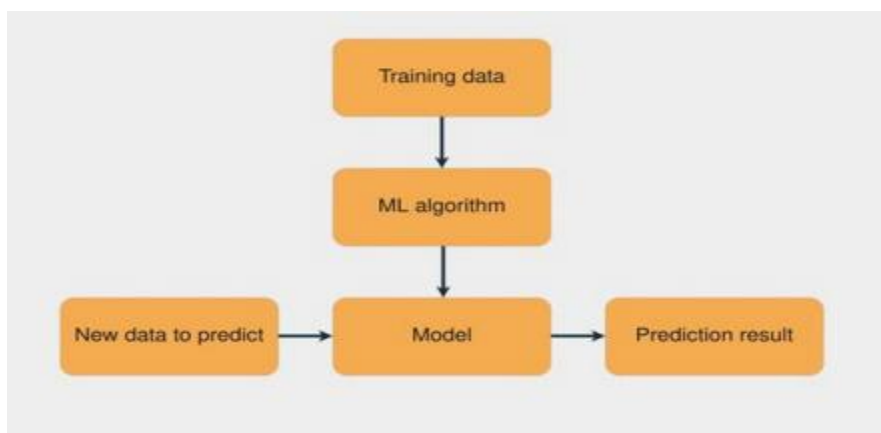 Training data
ML algorithm
New data to predict
Model
Prediction result